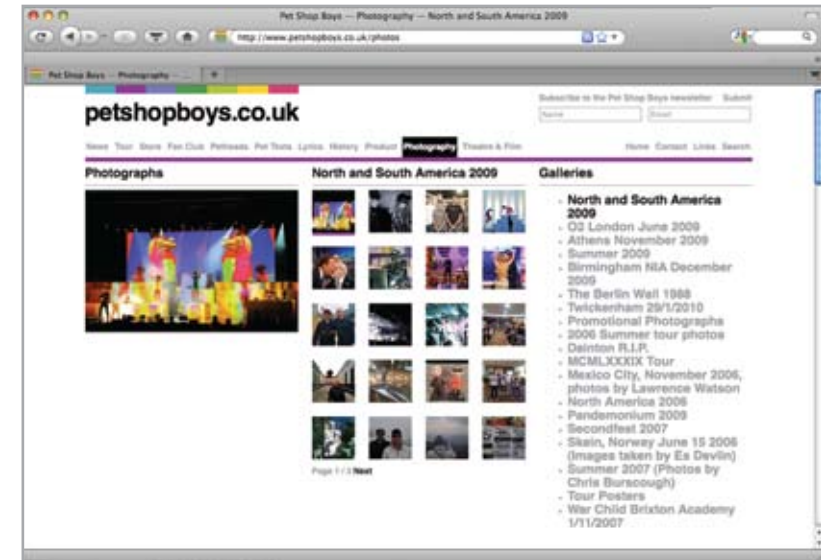 Pet Shop Boys — Photography — North and South America 2009
http://www.petshopboys.co.uk/photos
Pet Shop Boys — Photography — ...
petshopboys.co.uk
Subscribe to the Pet Shop Boys newsletter Submit
Name Email
News Tour Store Fan Club Petheads Pet Texts Lyrics History Product Photography Theatre & Film Home Contact Links Search
Photographs
North and South America 2009
Page 1 / 3 Next
Galleries
North and South America
2009
O2 London June 2009
Athens November 2009
Summer 2009
Birmingham NIA December
2009
The Berlin Wall 1988
Twickenham 29/1/2010
Promotional Photographs
2006 Summer tour photos
Dainton R.I.P.
MCMLXXXIX Tour
Mexico City, November 2006,
photos by Lawrence Watson
North America 2006
Pandemonium 2009
Secondfest 2007
Skein, Norway June 15 2006
(Images taken by Es Devlin)
Summer 2007 (Photos by
Chris Burscough)
Tour Posters
War Child Brixton Academy
1/11/2007